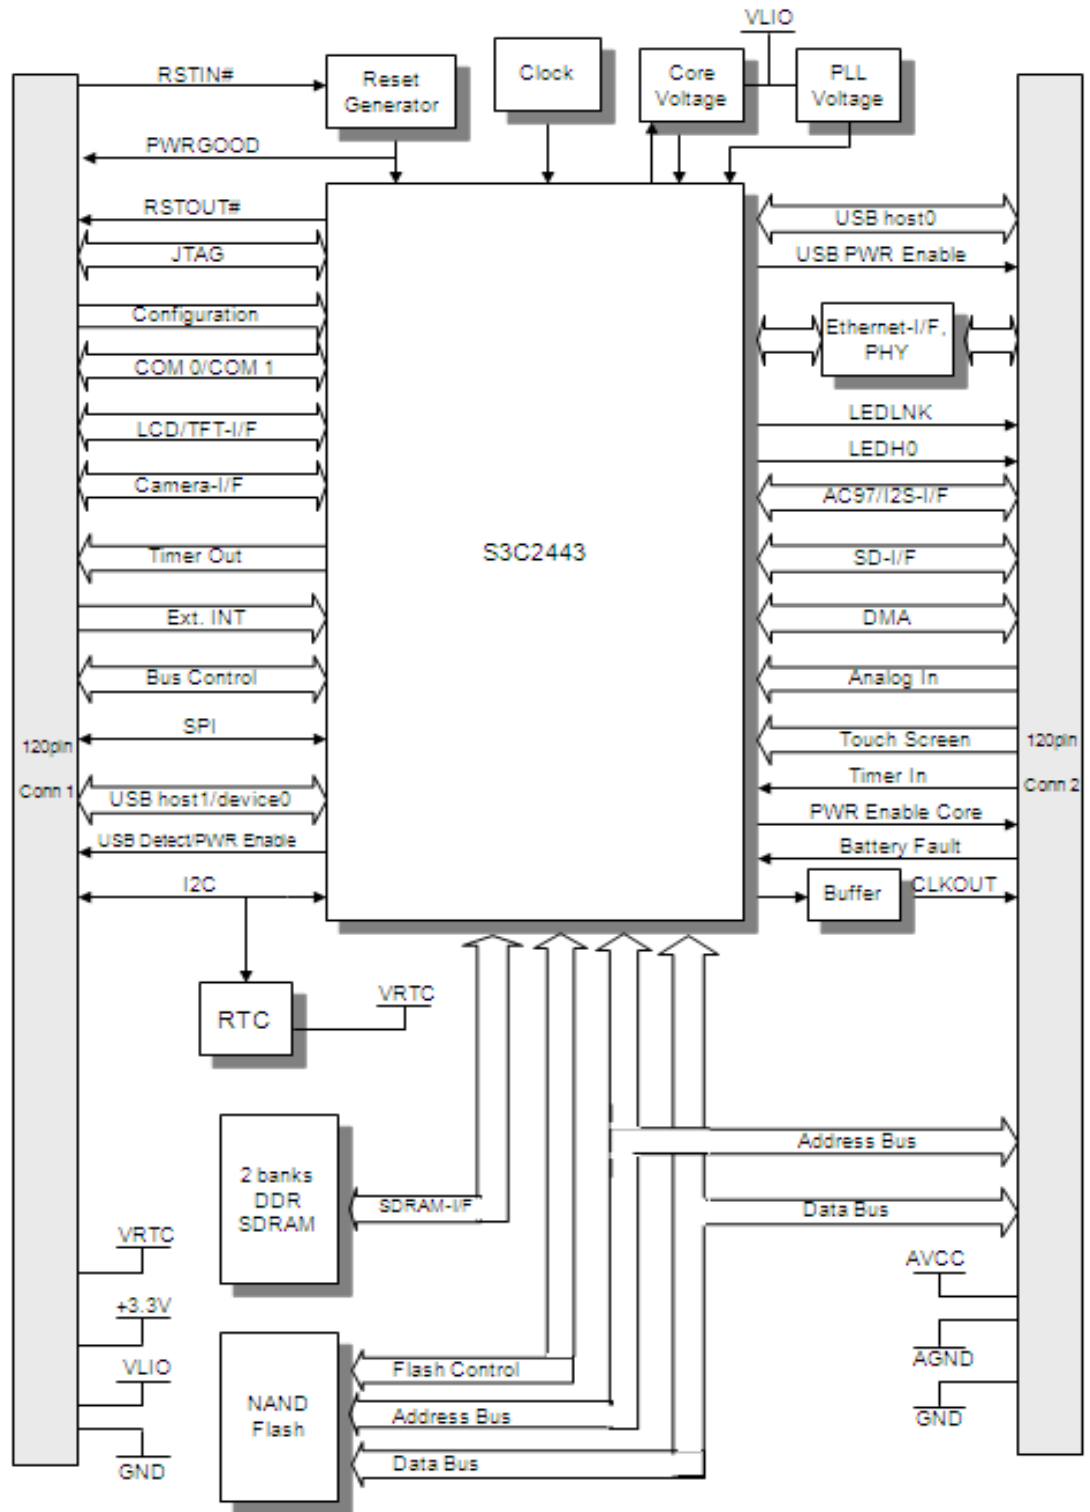 VLIO
RSTIN#
Reset
Generator
Clock
Core
Voltage
PLL
Voltage
PWRGOOD
RSTOUT#
JTAG
Configuration
COM 0/COM 1
LCD/TFT-I/F
Camera-I/F
Timer Out
Ext. INT
Bus Control
SPI
USB host1/device0
USB Detect/PWR Enable
I2C
120pin
Conn 1
S3C2443
USB host0
USB PWR Enable
Ethernet-I/F,
PHY
LEDLNK
LEDH0
AC97/I2S-I/F
SD-I/F
DMA
Analog In
Touch Screen
Timer In
PWR Enable Core
Battery Fault
Buffer
CLKOUT
120pin
Conn 2
RTC
VRTC
2 banks
DDR
SDRAM
SDRAM-I/F
Address Bus
Data Bus
VRTC
+3.3V
VLIO
GND
NAND
Flash
Flash Control
Address Bus
Data Bus
AVCC
AGND
GND